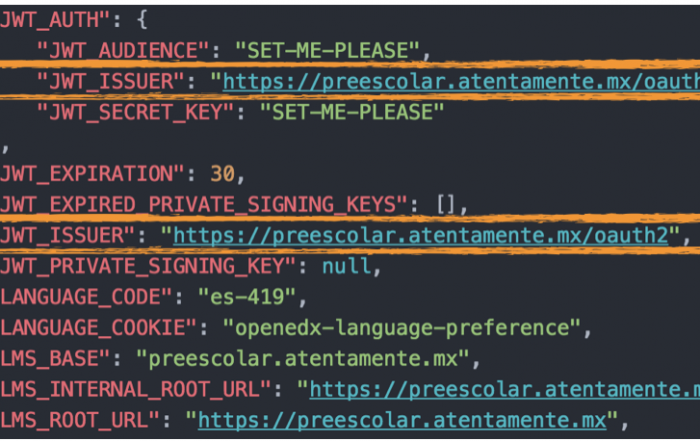 JWT_AUTH": {
"JWT_AUDIENCE": "SET-ME-PLEASE",
"JWT_ISSUER": "https://preescolar.atentamente.mx/oauth
"JWT_SECRET_KEY": "SET-ME-PLEASE"
,
JWT_EXPIRATION": 30,
JWT_EXPIRED_PRIVATE_SIGNING_KEYS": [],
JWT_ISSUER": "https://preescolar.atentamente.mx/oauth2",
JWT_PRIVATE_SIGNING_KEY": null,
LANGUAGE_CODE": "es-419",
LANGUAGE_COOKIE": "openedx-language-preference",
LMS_BASE": "preescolar.atentamente.mx",
LMS_INTERNAL_ROOT_URL": "https://preescolar.atentamente.m
LMS_ROOT_URL": "https://preescolar.atentamente.mx",